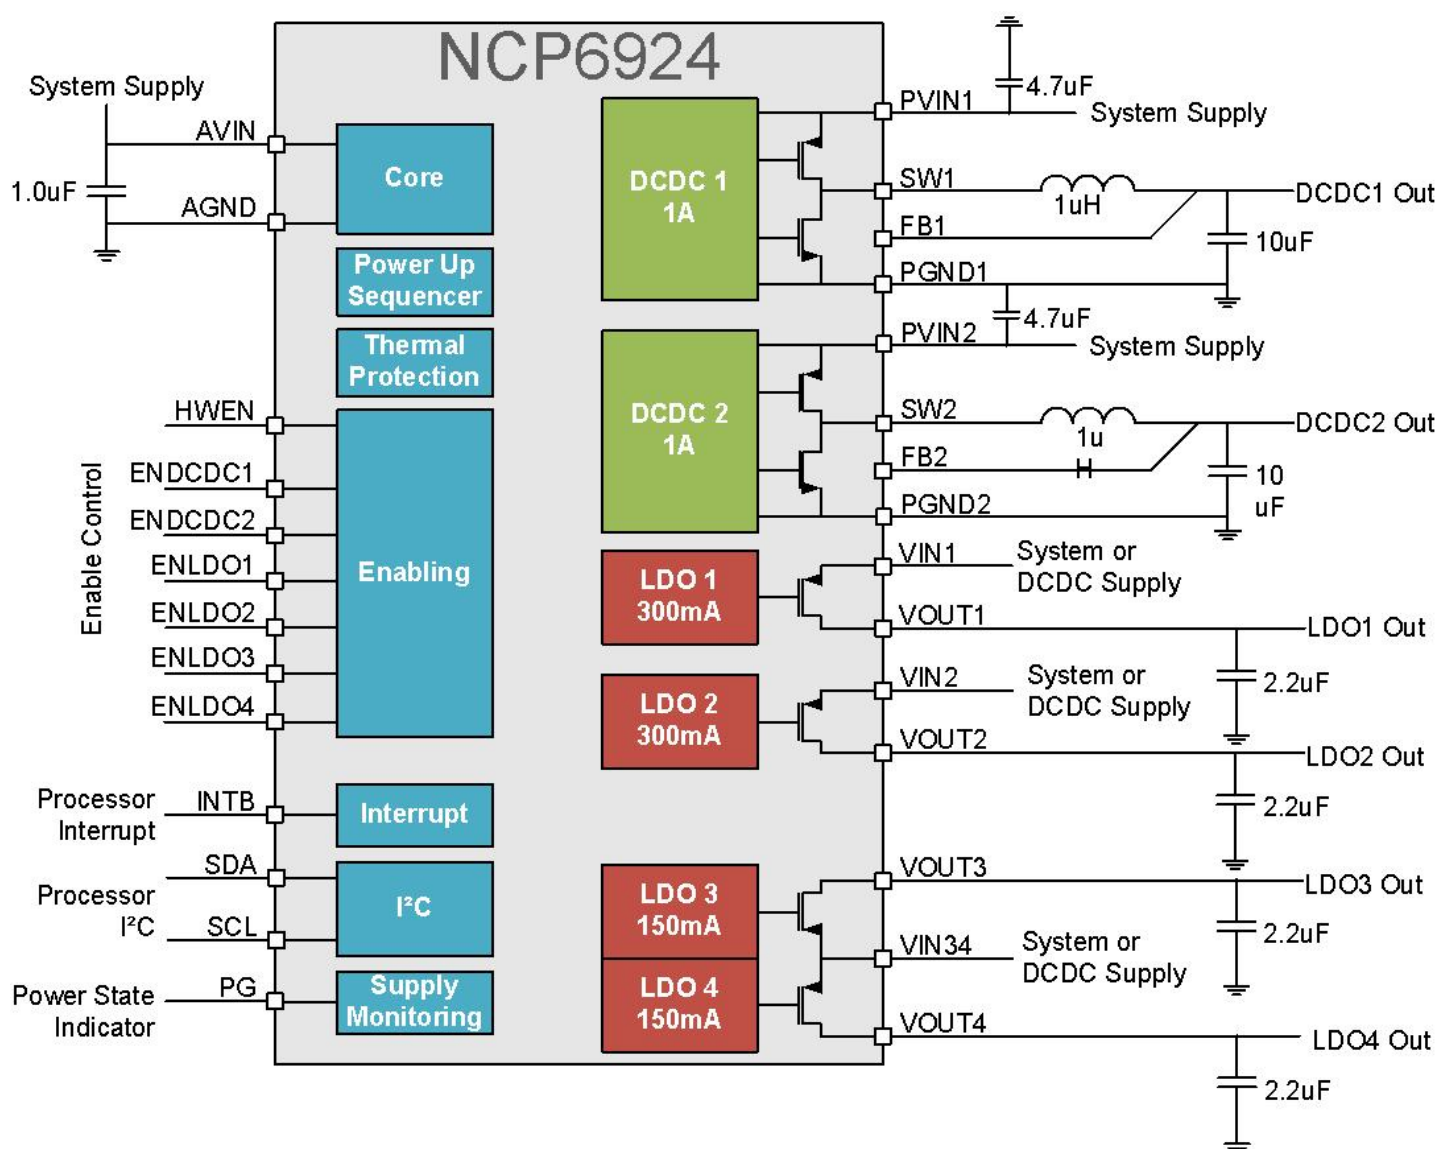 NCP6924
System Supply
AVIN
1.0uF
AGND
Core
Power Up
Sequencer
Thermal
Protection
HWEN
ENDCDC1
ENDCDC2
ENLDO1
ENLDO2
ENLDO3
ENLDO4
Enable Control
Enabling
Processor
Interrupt
INTB
Interrupt
SDA
Processor
I²C
SCL
I²C
Power State
Indicator
PG
Supply
Monitoring
DCDC 1
1A
PVIN1
4.7uF
System Supply
SW1
1uH
DCDC1 Out
FB1
10uF
PGND1
DCDC 2
1A
PVIN2
4.7uF
System Supply
SW2
1u
H
DCDC2 Out
FB2
10
uF
PGND2
LDO 1
300mA
VIN1
System or
DCDC Supply
VOUT1
LDO1 Out
2.2uF
LDO 2
300mA
VIN2
System or
DCDC Supply
VOUT2
LDO2 Out
2.2uF
LDO 3
150mA
VOUT3
LDO3 Out
2.2uF
VIN34
System or
DCDC Supply
LDO 4
150mA
VOUT4
LDO4 Out
2.2uF